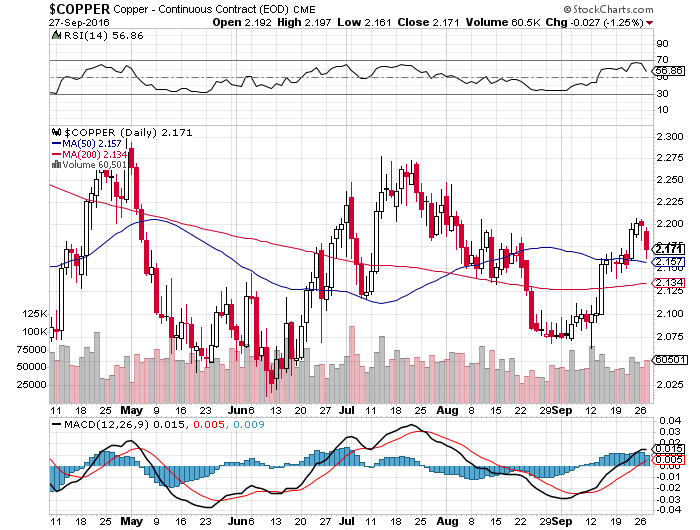 $COPPER Copper - Continuous Contract (EOD) CME © StockCharts.com
27-Sep-2016 Open 2.192 High 2.197 Low 2.161 Close 2.171 Volume 60.5K Chg -0.027 (-1.25%)
RSI(14) 56.86
90
70
56.86
50
30
10
$COPPER (Daily) 2.171
MA(50) 2.157
MA(200) 2.134
Volume 60,501
2.300
2.275
2.250
2.225
2.200
2.171
2.157
2.150
2.134
2.125
2.100
2.075
2.050
2.025
125K
100K
75000
50000
25000
60501
11 18 25 May 9 16 23 Jun 6 13 20 27 Jul 11 18 25 Aug 8 15 22 29 Sep 12 19 26
MACD(12,26,9) 0.015, 0.005, 0.009
0.04
0.03
0.02
0.015
0.005
0.00
-0.01
-0.02
-0.03
-0.04
11 18 25 May 9 16 23 Jun 6 13 20 27 Jul 11 18 25 Aug 8 15 22 29 Sep 12 19 26